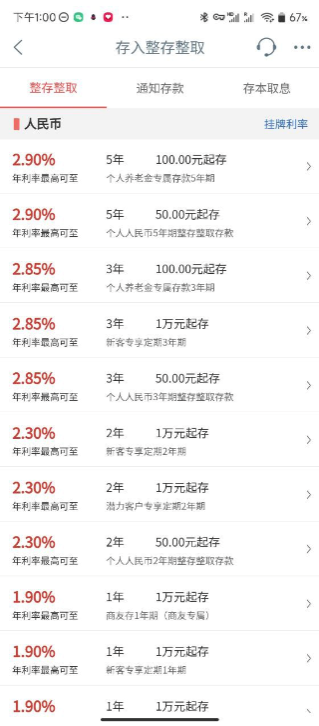 下午1:00
67%
存入整存整取
整存整取 通知存款 存本取息
人民币 挂牌利率
2.90% 5年 100.00元起存
年利率最高可至 个人养老金专属存款5年期
2.90% 5年 50.00元起存
年利率最高可至 个人人民币5年期整存整取存款
2.85% 3年 100.00元起存
年利率最高可至 个人养老金专属存款3年期
2.85% 3年 1万元起存
年利率最高可至 新客专享定期3年期
2.85% 3年 50.00元起存
年利率最高可至 个人人民币3年期整存整取存款
2.30% 2年 1万元起存
年利率最高可至 新客专享定期2年期
2.30% 2年 1万元起存
年利率最高可至 潜力客户专享定期2年期
2.30% 2年 50.00元起存
年利率最高可至 个人人民币2年期整存整取存款
1.90% 1年 1万元起存
年利率最高可至 商友存1年期（商友专属）
1.90% 1年 1万元起存
年利率最高可至 新客专享定期1年期
1.90% 1年 1万元起存